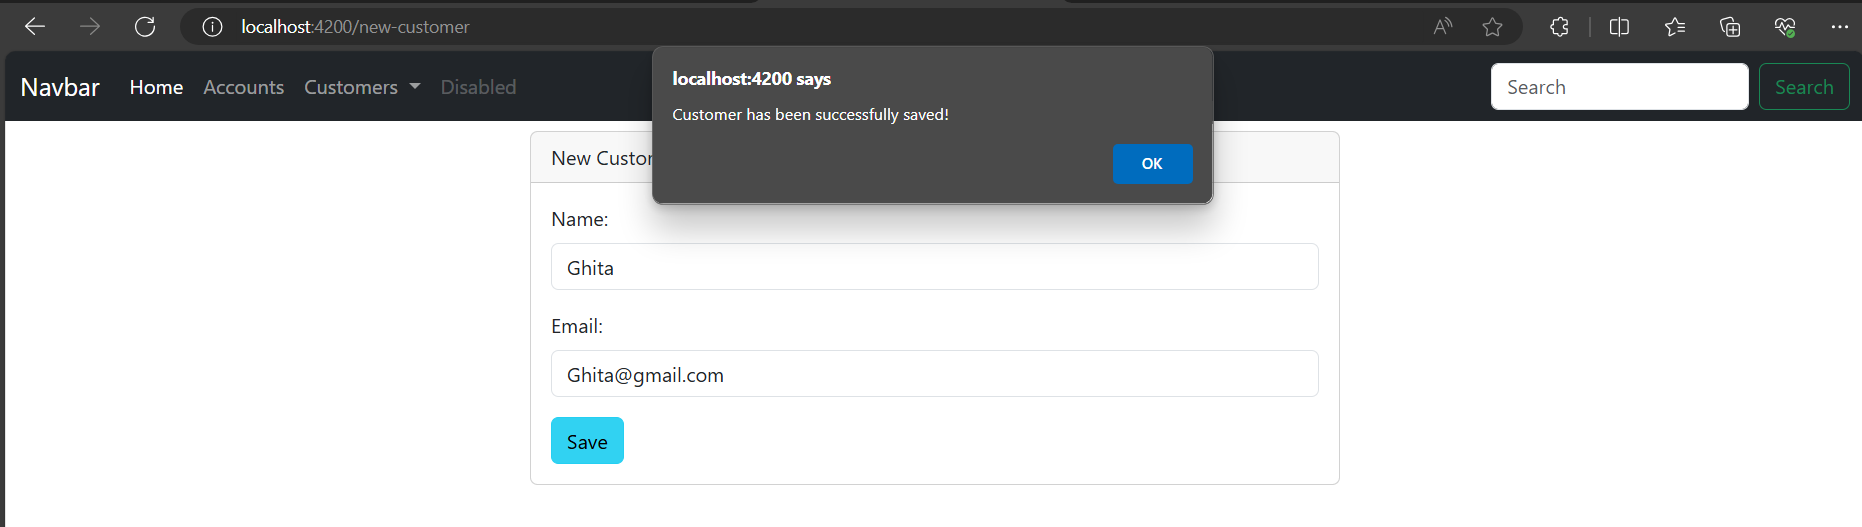 localhost:4200/new-customer
Navbar Home Accounts Customers Disabled Search Search
localhost:4200 says
Customer has been successfully saved!
OK
New Custor
Name:
Ghita
Email:
Ghita@gmail.com
Save